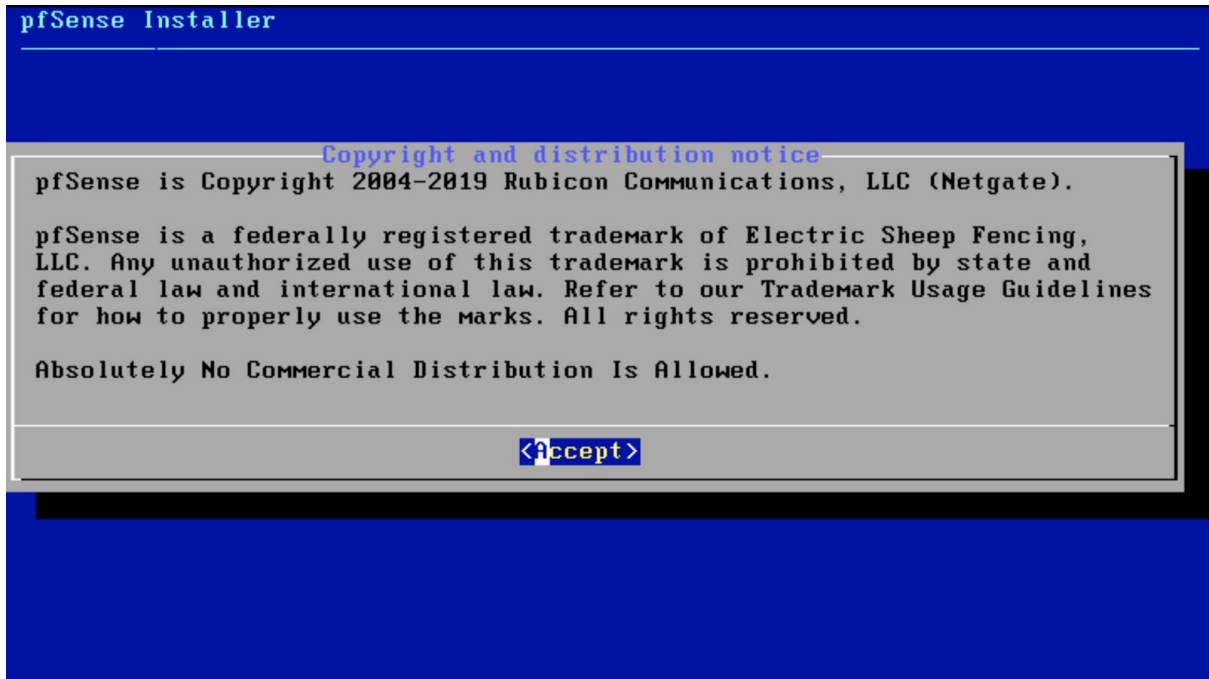 pfSense Installer
Copyright and distribution notice
pfSense is Copyright 2004-2019 Rubicon Communications, LLC (Netgate).
pfSense is a federally registered trademark of Electric Sheep Fencing,
LLC. Any unauthorized use of this trademark is prohibited by state and
federal law and international law. Refer to our Trademark Usage Guidelines
for how to properly use the marks. All rights reserved.
Absolutely No Commercial Distribution Is Allowed.
<Accept>